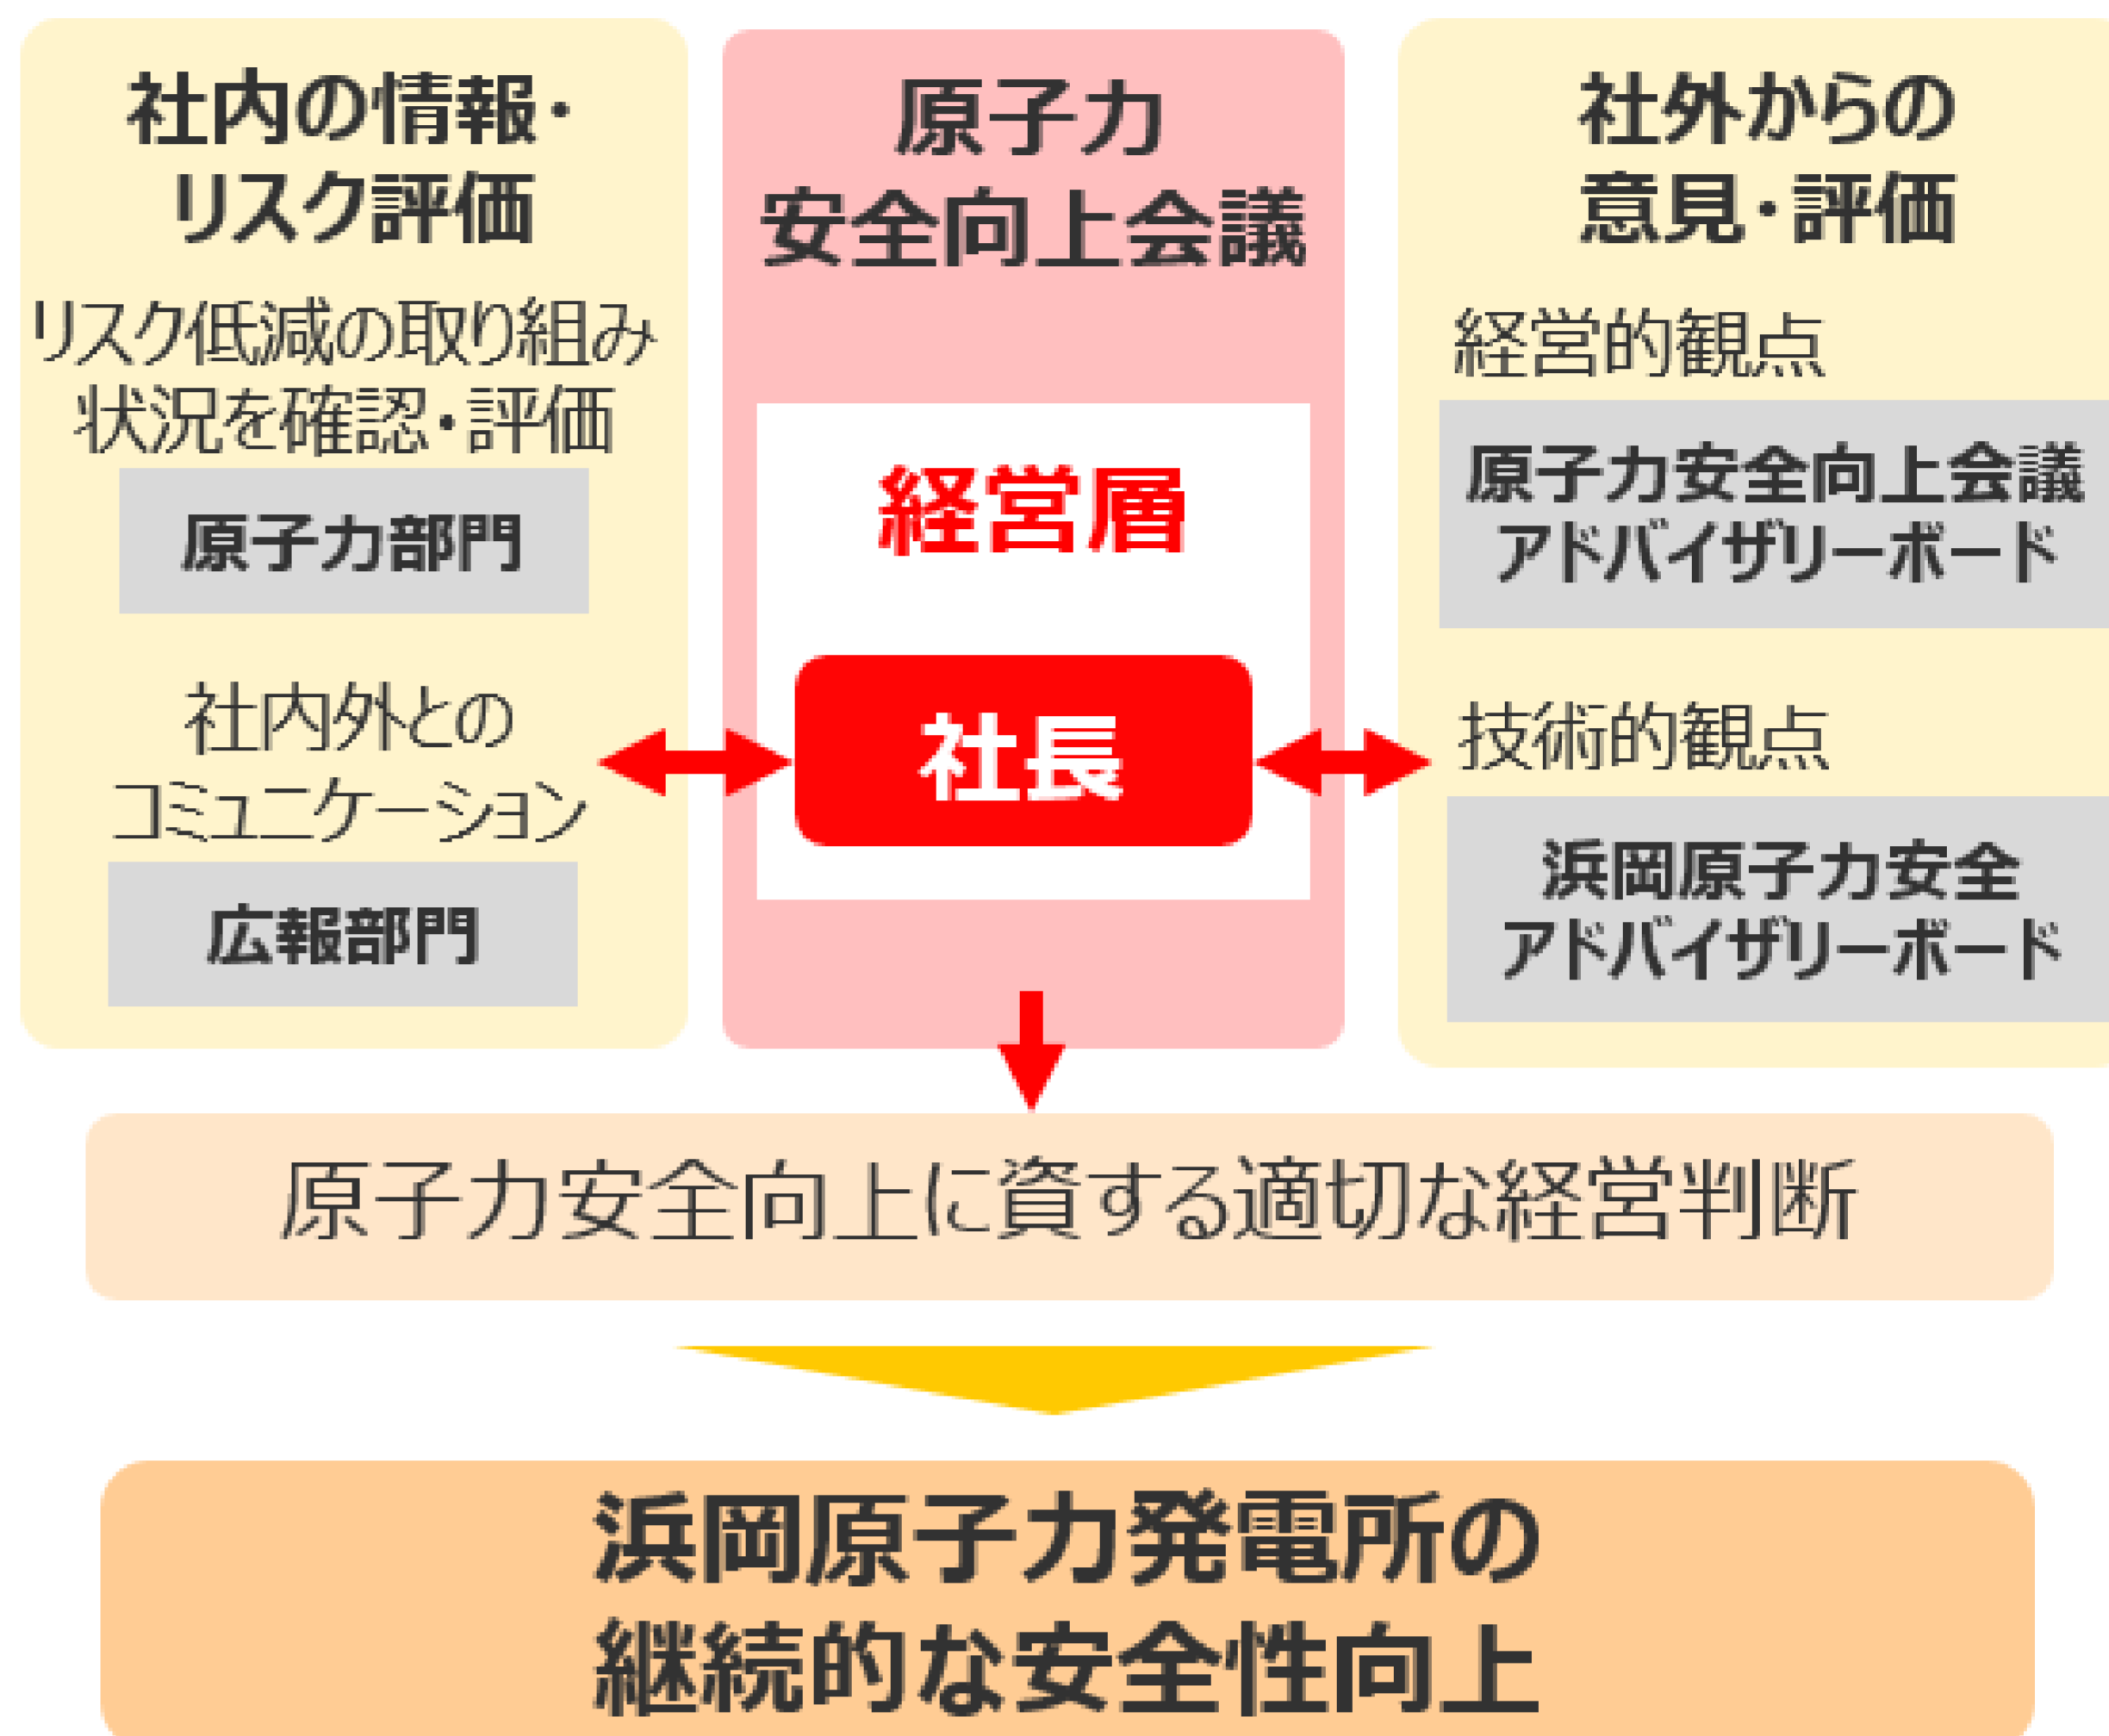 社内の情報・
リスク評価
リスク低減の取り組み
状況を確認・評価
原子力部門
社内外との
コミュニケーション
広報部門
原子力
安全向上会議
経営層
社長
社外からの
意見・評価
経営的観点
原子力安全向上会議
アドバイザリーボード
技術的観点
浜岡原子力安全
アドバイザリーボード
原子力安全向上に資する適切な経営判断
浜岡原子力発電所の
継続的な安全性向上